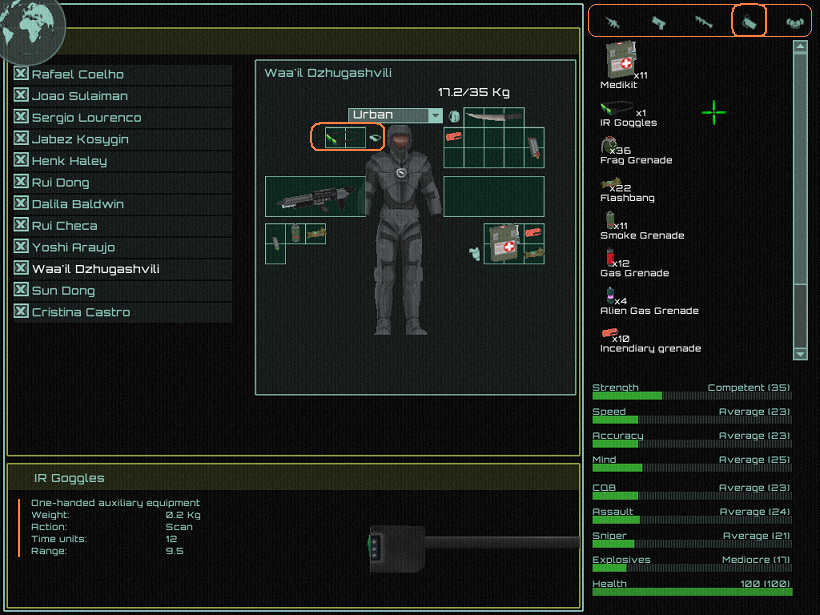 Rafael Coelho
Joao Sulaiman
Sergio Lourenco
Jabez Kosygin
Henk Haley
Rui Dong
Dalila Baldwin
Rui Checa
Yoshi Araujo
Waa'il Dzhugashvili
Sun Dong
Cristina Castro
Waa'il Dzhugashvili
17.2/35 Kg
Urban
x11
Medikit
x1
IR Goggles
x36
Frag Grenade
x22
Flashbang
x11
Smoke Grenade
x12
Gas Grenade
x4
Alien Gas Grenade
x10
Incendiary grenade
Strength Competent (35)
Speed Average (23)
Accuracy Average (23)
Mind Average (25)
CQB Average (23)
Assault Average (24)
Sniper Average (21)
Explosives Mediocre (17)
Health 100 (100)
IR Goggles
One-handed auxiliary equipment
Weight: 0.2 Kg
Action: Scan
Time units: 12
Range: 9.5